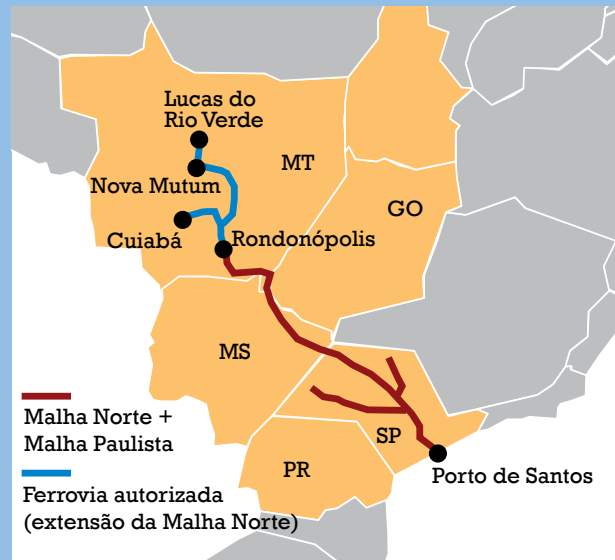 Lucas do
Rio Verde
MT
Nova Mutum
GO
Cuiabá
Rondonópolis
MS
Malha Norte +
Malha Paulista
SP
PR
Porto de Santos
Ferrovia autorizada
(extensão da Malha Norte)